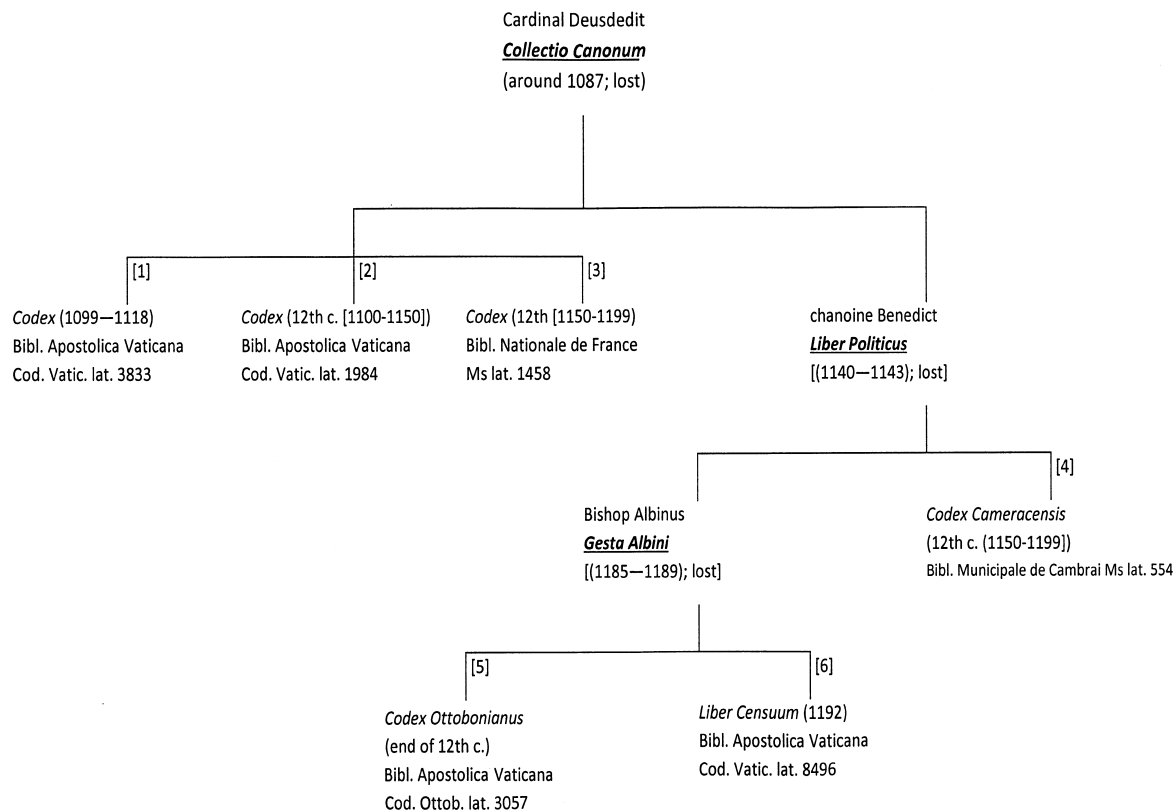 Cardinal Deusdedit
Collectio Canonum
(around 1087; lost)
[1]
[2]
[3]
Codex (1099—1118)
Bibl. Apostolica Vaticana
Cod. Vatic. lat. 3833
Codex (12th c. [1100-1150])
Bibl. Apostolica Vaticana
Cod. Vatic. lat. 1984
Codex (12th [1150-1199)
Bibl. Nationale de France
Ms lat. 1458
chanoine Benedict
Liber Politicus
[(1140—1143); lost]
[4]
Bishop Albinus
Gesta Albini
[(1185—1189); lost]
Codex Cameracensis
(12th c. (1150-1199])
Bibl. Municipale de Cambrai Ms lat. 554
[5]
[6]
Codex Ottobonianus
(end of 12th c.)
Bibl. Apostolica Vaticana
Cod. Ottob. lat. 3057
Liber Censuum (1192)
Bibl. Apostolica Vaticana
Cod. Vatic. lat. 8496